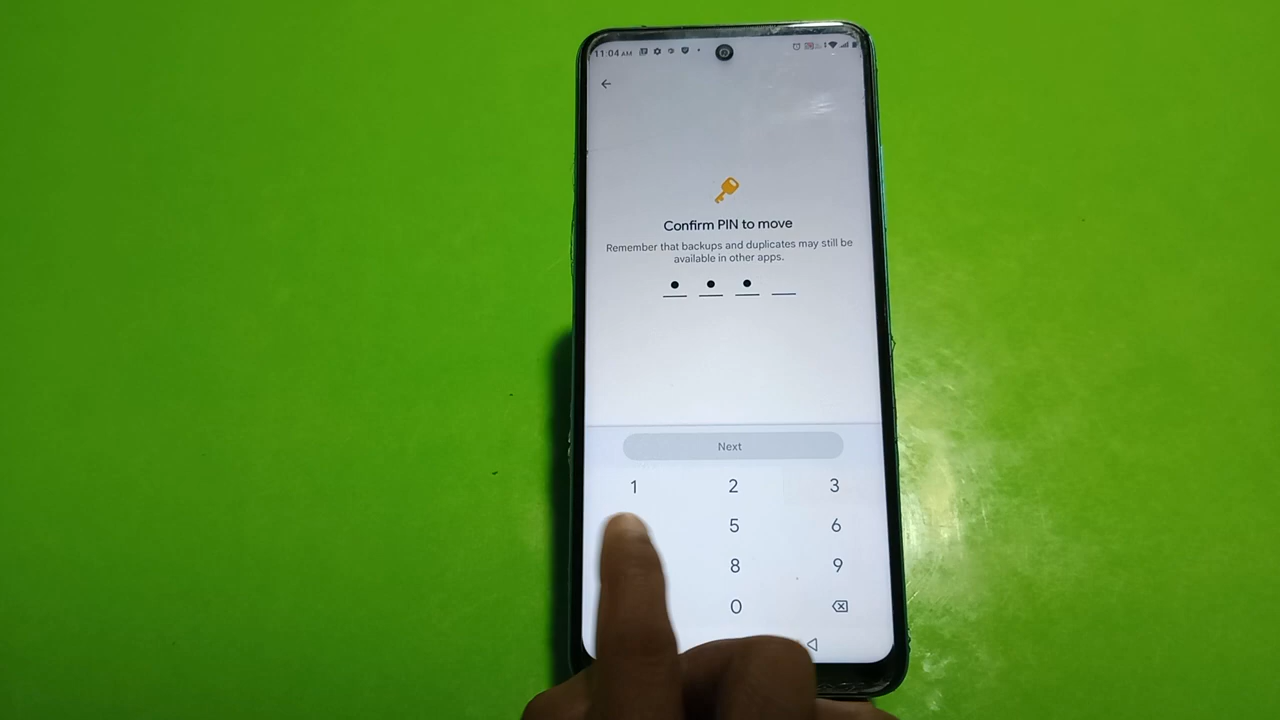 11:04 AM
Confirm PIN to move
Remember that backups and duplicates may still be
available in other apps.
Next
1 2 3
5 6
8 9
0